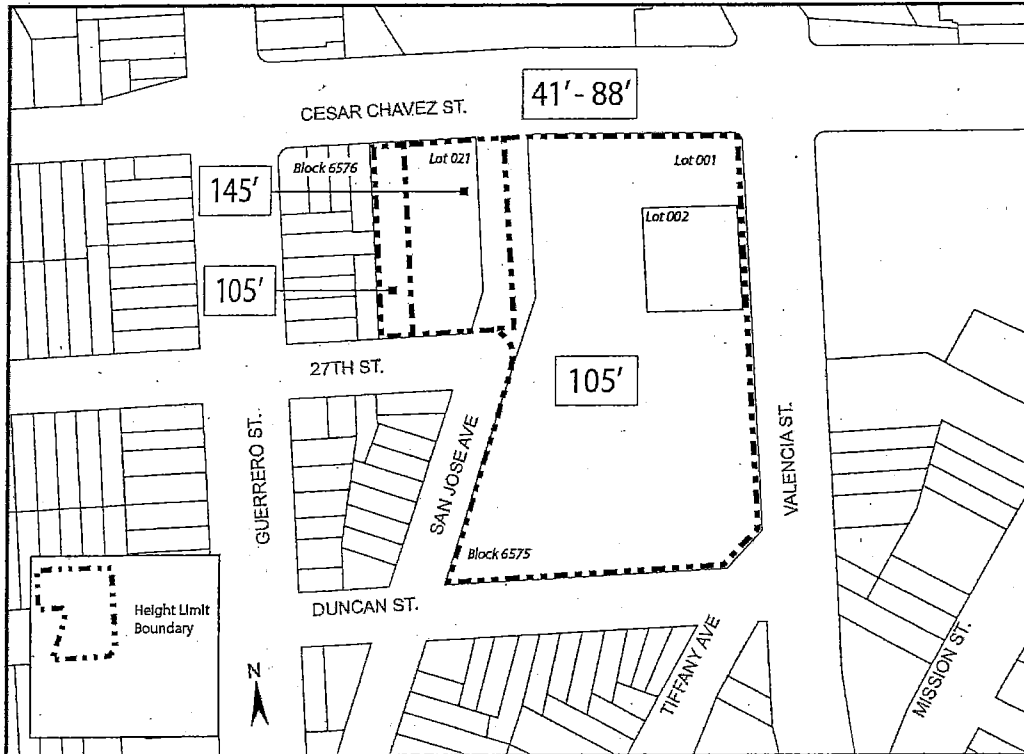 41' - 88'
CESAR CHAVEZ ST.
Block 6576
Lot 021
Lot 001
145'
Lot 002
105'
27TH ST.
105'
GUERRERO ST.
SAN JOSE AVE
VALENCIA ST.
Block 6575
Height Limit
Boundary
DUNCAN ST.
TIFFANY AVE
MISSION ST.
N